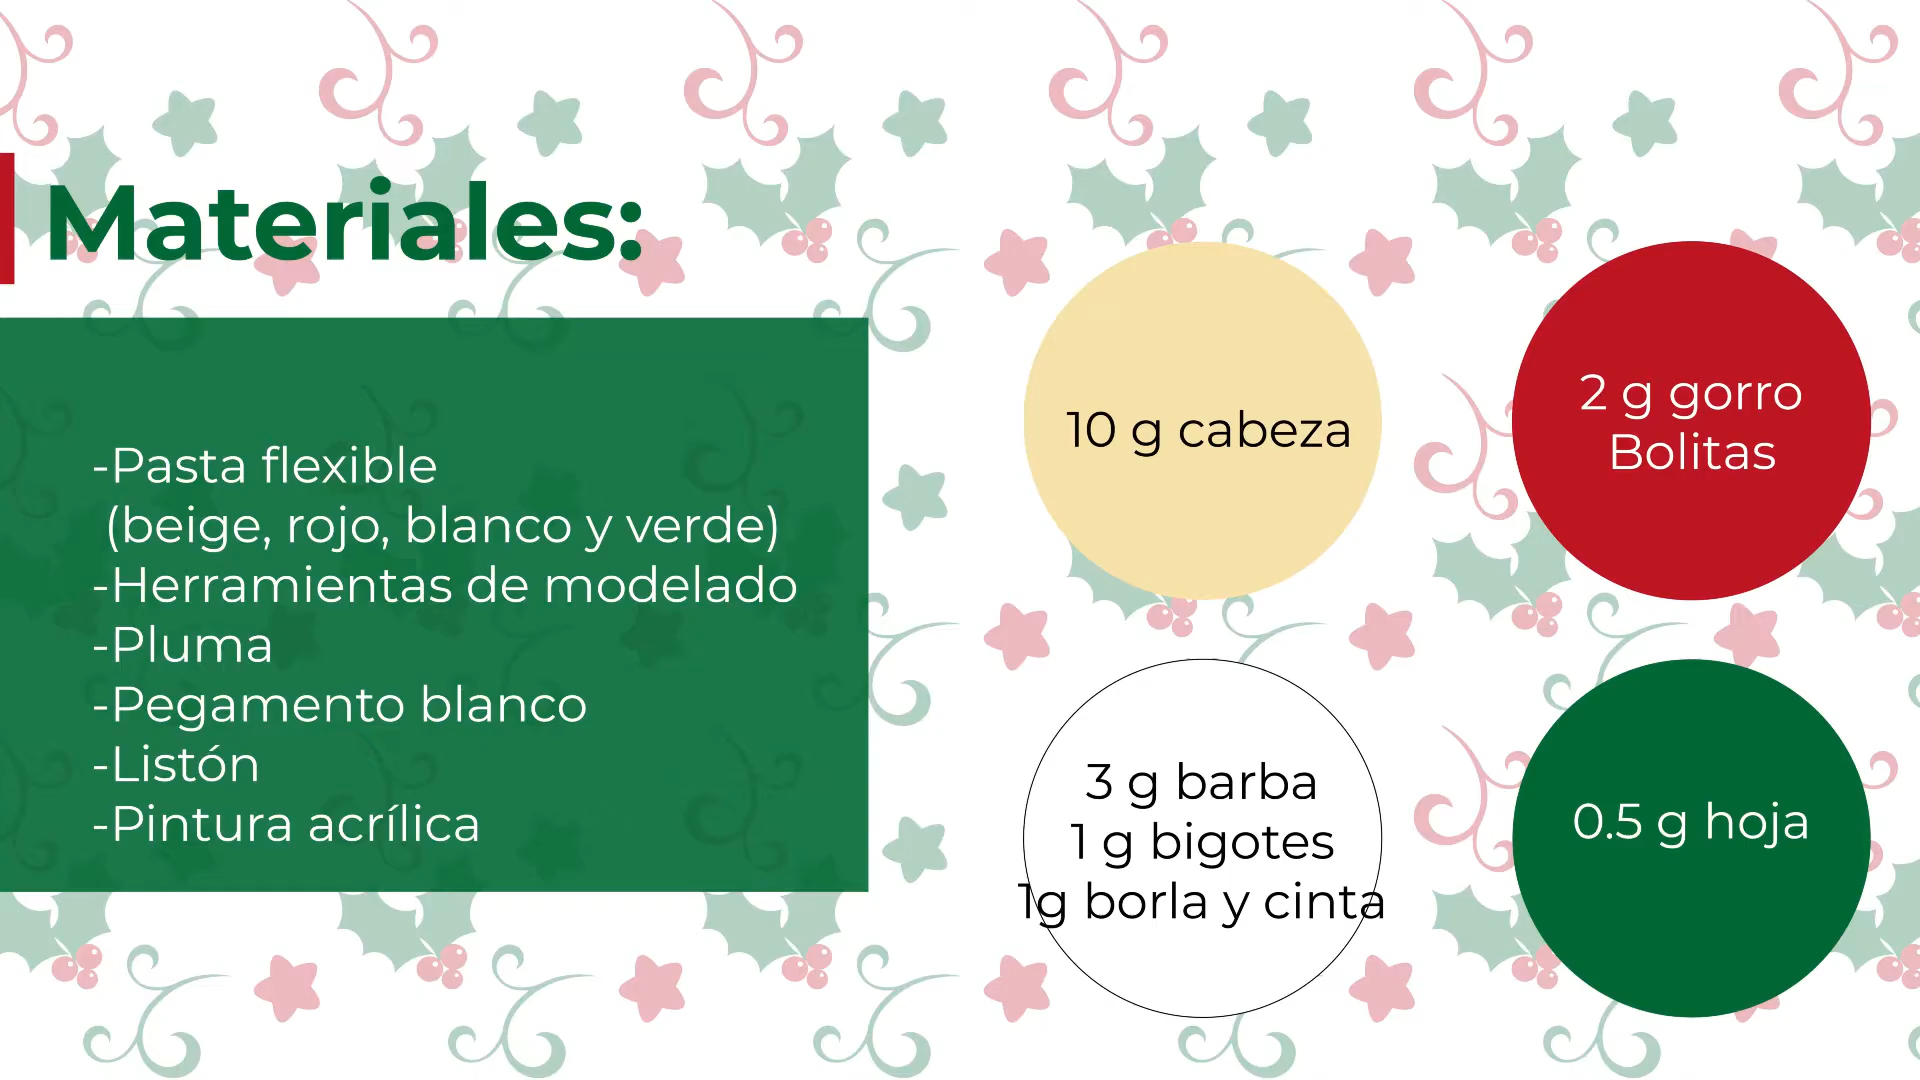 Materiales:
-Pasta flexible
(beige, rojo, blanco y verde)
-Herramientas de modelado
-Pluma
-Pegamento blanco
-Listón
-Pintura acrílica
10 g cabeza
2 g gorro
Bolitas
3 g barba
1 g bigotes
1g borla y cinta
0.5 g hoja